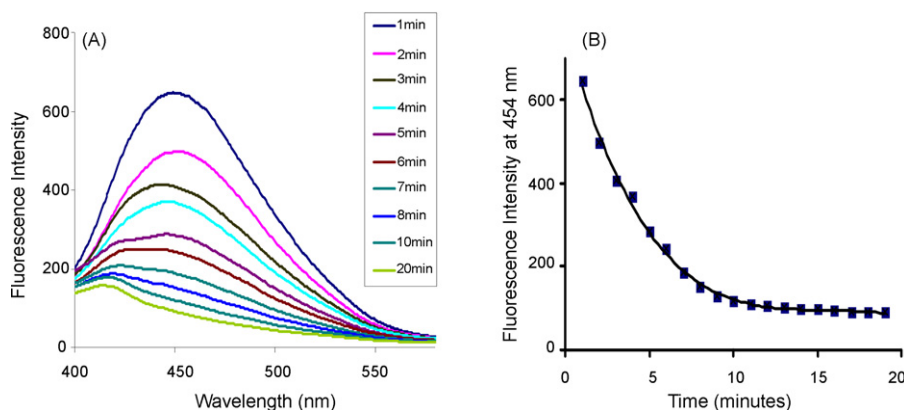 (A)
800
600
400
200
0
400
450
500
550
Wavelength (nm)
Fluorescence Intensity
1min
2min
3min
4min
5min
6min
7min
8min
10min
20min
(B)
600
400
200
0
0
5
10
15
20
Time (minutes)
Fluorescence Intensity at 454 nm